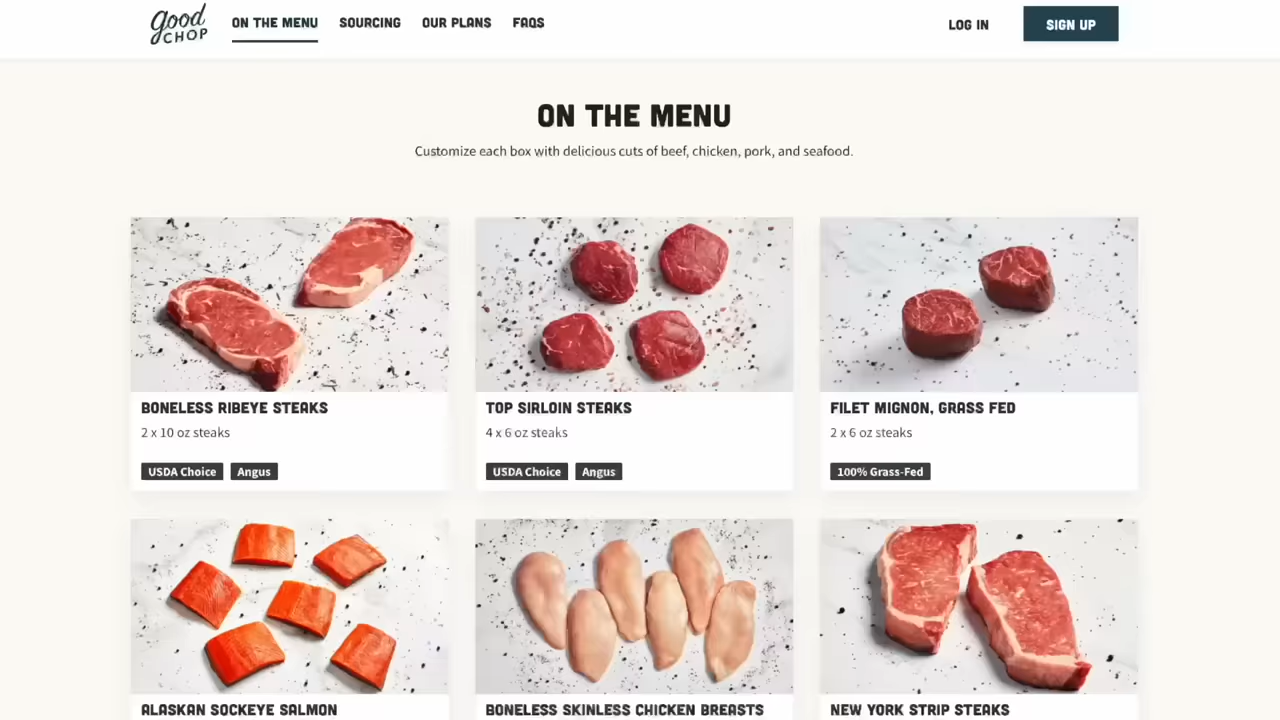 good
CHOP
ON THE MENU
SOURCING
OUR PLANS
FAQS
LOG IN
SIGN UP
ON THE MENU
Customize each box with delicious cuts of beef, chicken, pork, and seafood.
BONELESS RIBEYE STEAKS
2 x 10 oz steaks
USDA Choice
Angus
TOP SIRLOIN STEAKS
4 x 6 oz steaks
USDA Choice
Angus
FILET MIGNON, GRASS FED
2 x 6 oz steaks
100% Grass-Fed
ALASKAN SOCKEYE SALMON
BONELESS SKINLESS CHICKEN BREASTS
NEW YORK STRIP STEAKS